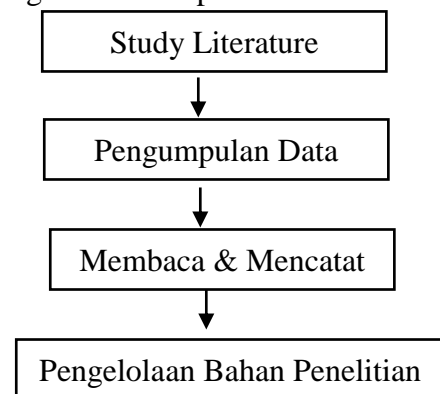 Study Literature
Pengumpulan Data
Membaca & Mencatat
Pengelolaan Bahan Penelitian